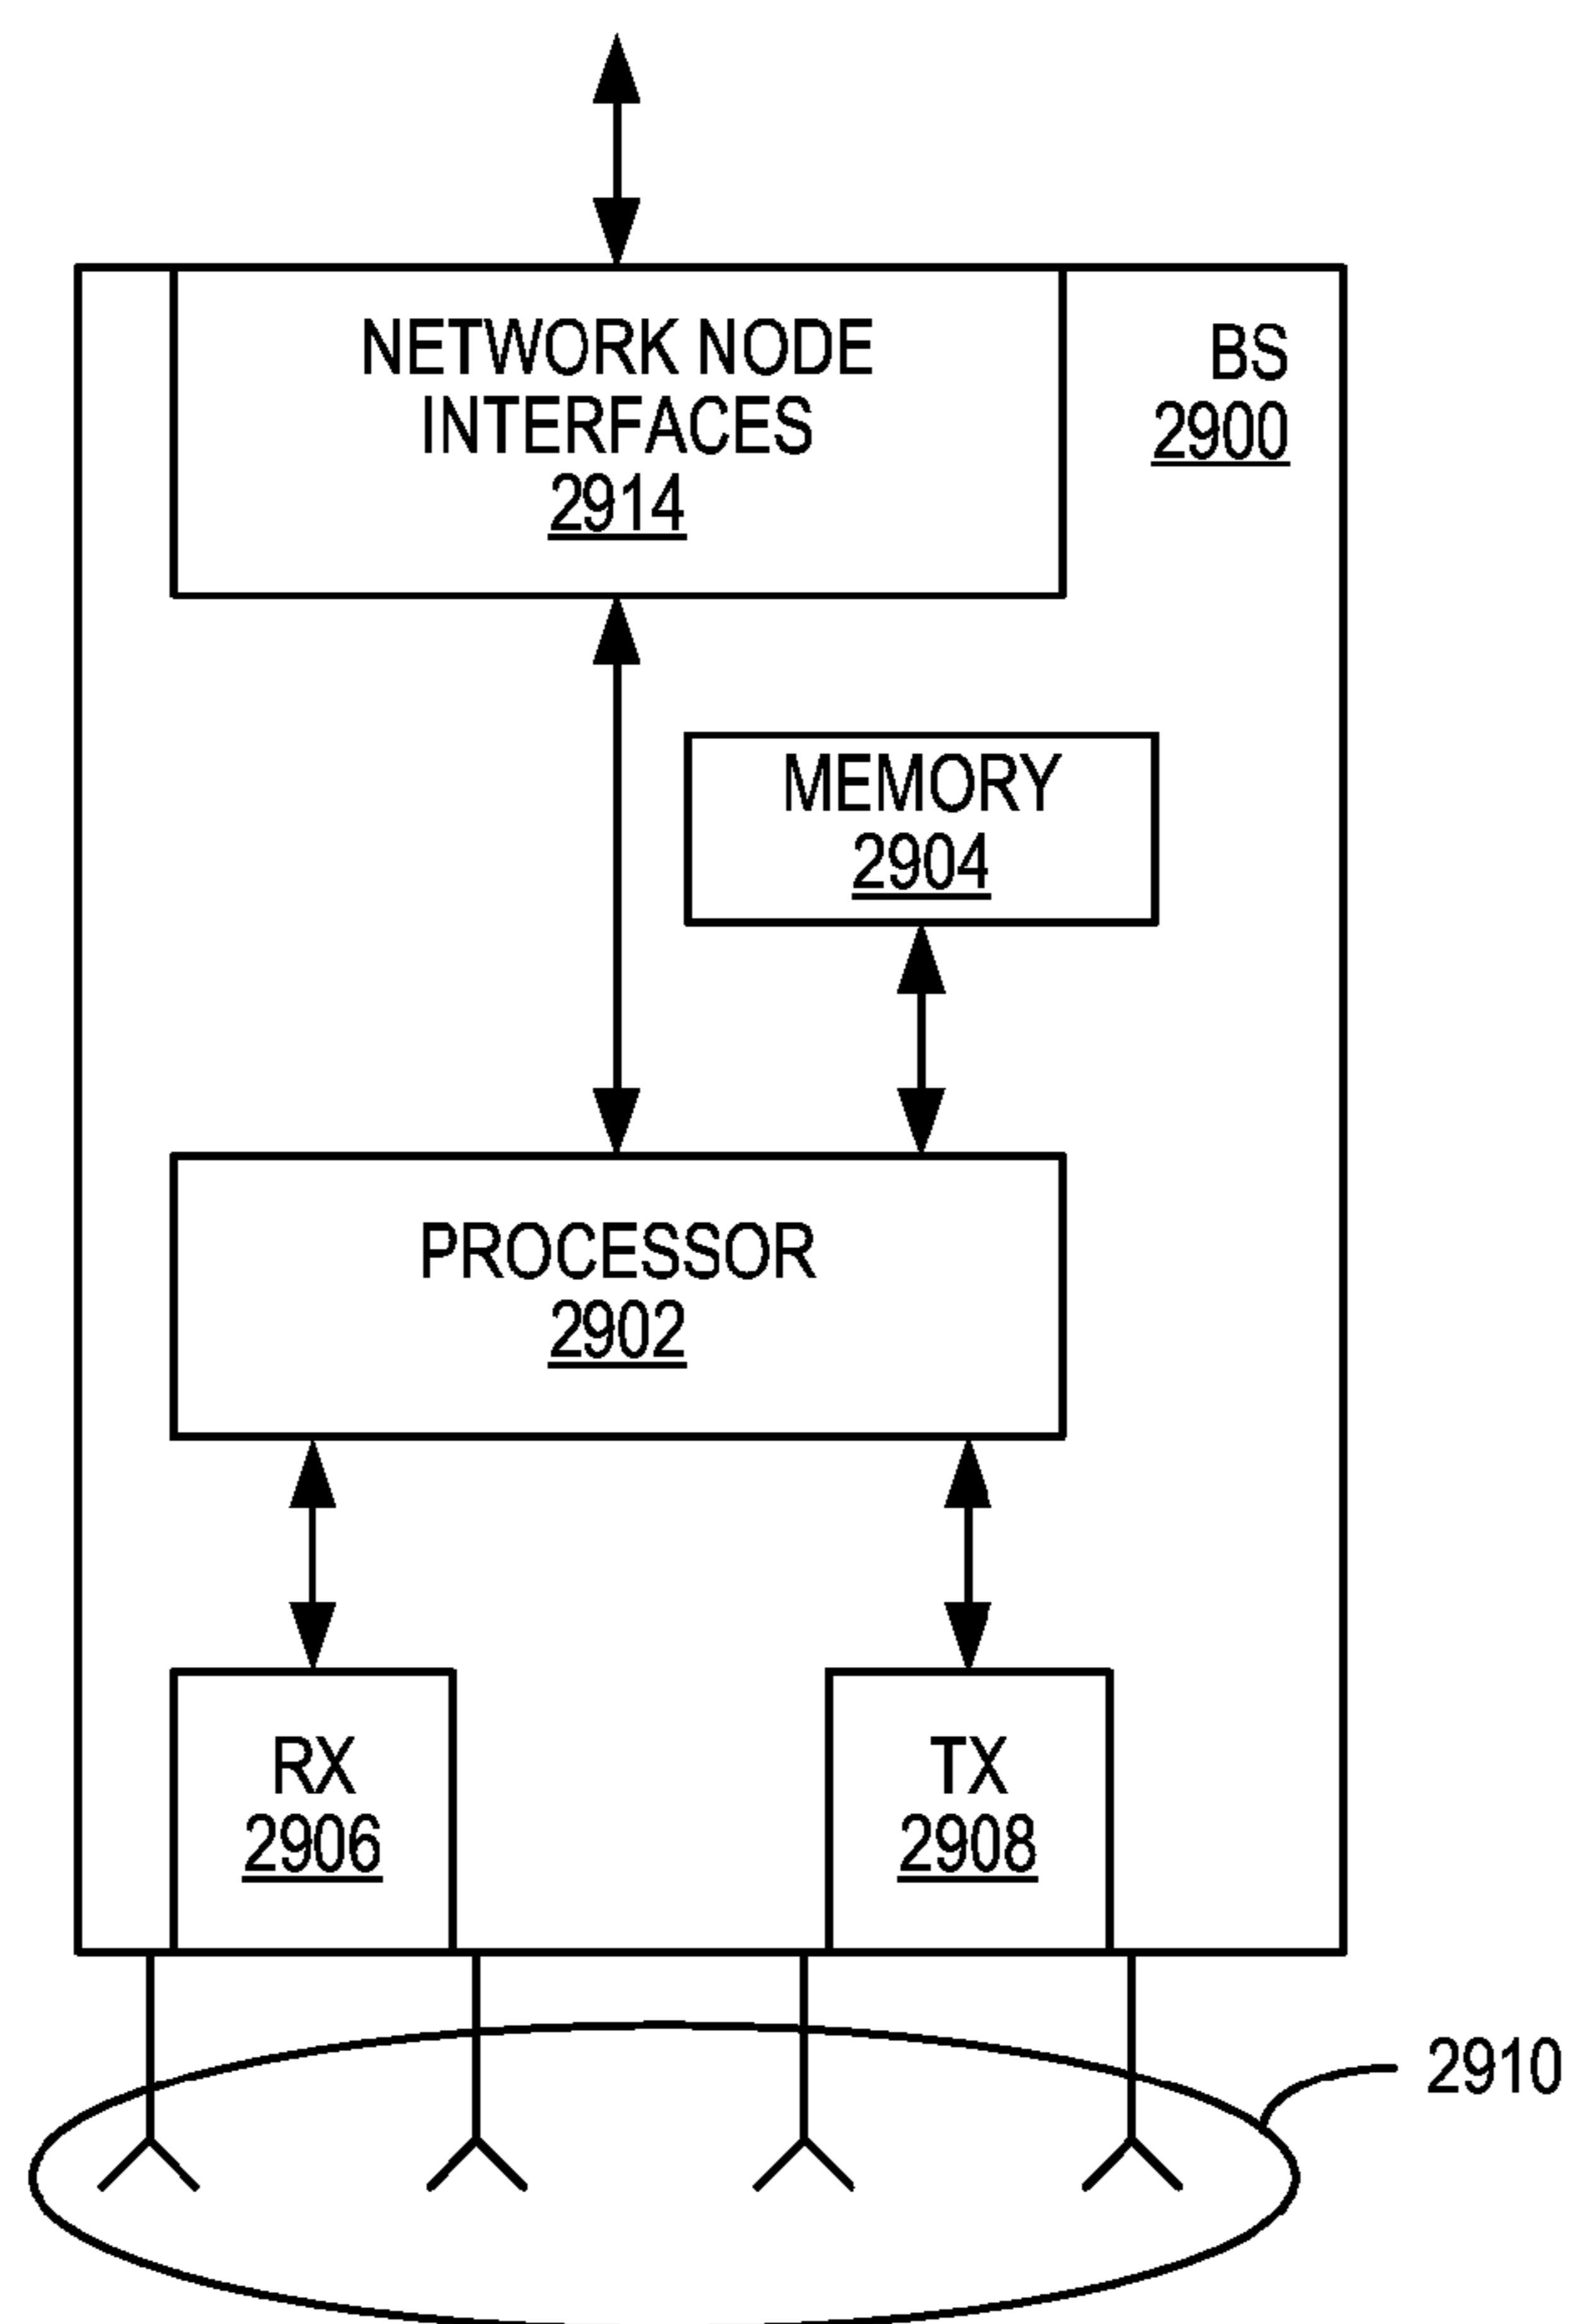 NETWORK NODE
INTERFACES
2914
BS
2900
MEMORY
2904
PROCESSOR
2902
RX
2906
TX
2908
2910